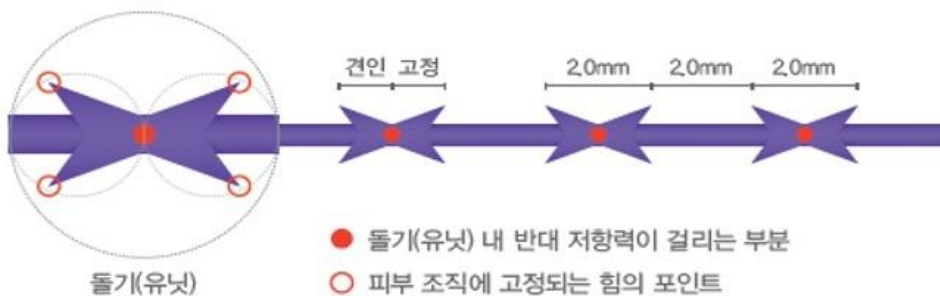 견인 고정
2.0mm 2.0mm 2.0mm
돌기(유닛) 내 반대 저항력이 걸리는 부분
돌기(유닛)
피부 조직에 고정되는 힘의 포인트